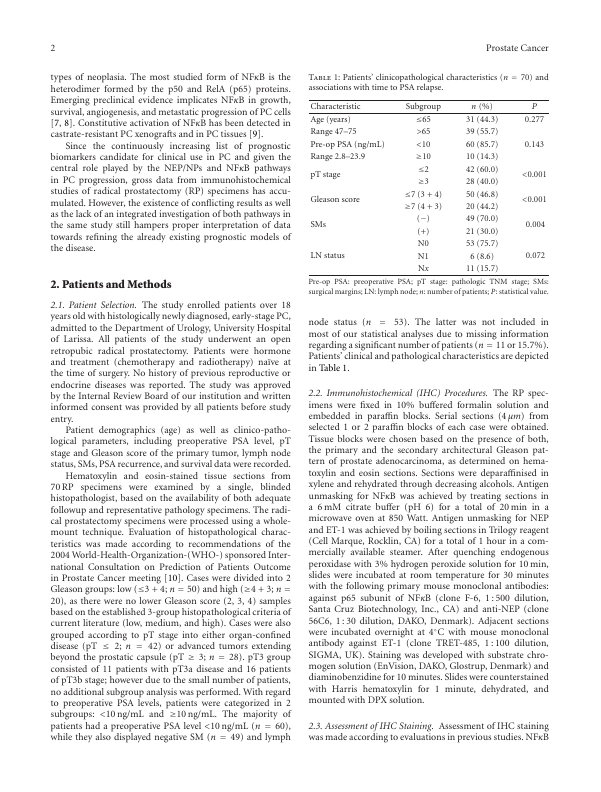 2
Prostate Cancer
types of neoplasia. The most studied form of NFκB is the
heterodimer formed by the p50 and RelA (p65) proteins.
Emerging preclinical evidence implicates NFκB in growth,
survival, angiogenesis, and metastatic progression of PC cells
[7, 8]. Constitutive activation of NFκB has been detected in
castrate-resistant PC xenografts and in PC tissues [9].
Since the continuously increasing list of prognostic
biomarkers candidate for clinical use in PC and given the
central role played by the NEP/NPs and NFκB pathways
in PC progression, gross data from immunohistochemical
studies of radical prostatectomy (RP) specimens has accu-
mulated. However, the existence of conflicting results as well
as the lack of an integrated investigation of both pathways in
the same study still hampers proper interpretation of data
towards refining the already existing prognostic models of
the disease.
2. Patients and Methods
2.1. Patient Selection. The study enrolled patients over 18
years old with histologically newly diagnosed, early-stage PC,
admitted to the Department of Urology, University Hospital
of Larissa. All patients of the study underwent an open
retropubic radical prostatectomy. Patients were hormone
and treatment (chemotherapy and radiotherapy) naïve at
the time of surgery. No history of previous reproductive or
endocrine diseases was reported. The study was approved
by the Internal Review Board of our institution and written
informed consent was provided by all patients before study
entry.
Patient demographics (age) as well as clinico-patho-
logical parameters, including preoperative PSA level, pT
stage and Gleason score of the primary tumor, lymph node
status, SMs, PSA recurrence, and survival data were recorded.
Hematoxylin and eosin-stained tissue sections from
70 RP specimens were examined by a single, blinded
histopathologist, based on the availability of both adequate
followup and representative pathology specimens. The radi-
cal prostatectomy specimens were processed using a whole-
mount technique. Evaluation of histopathological charac-
teristics was made according to recommendations of the
2004 World-Health-Organization-(WHO-) sponsored Inter-
national Consultation on Prediction of Patients Outcome
in Prostate Cancer meeting [10]. Cases were divided into 2
Gleason groups: low (≤3 + 4; n = 50) and high (≥4 + 3; n =
20), as there were no lower Gleason score (2, 3, 4) samples
based on the established 3-group histopathological criteria of
current literature (low, medium, and high). Cases were also
grouped according to pT stage into either organ-confined
disease (pT ≤ 2; n = 42) or advanced tumors extending
beyond the prostatic capsule (pT ≥ 3; n = 28). pT3 group
consisted of 11 patients with pT3a disease and 16 patients
of pT3b stage; however due to the small number of patients,
no additional subgroup analysis was performed. With regard
to preoperative PSA levels, patients were categorized in 2
subgroups: <10 ng/mL and ≥10 ng/mL. The majority of
patients had a preoperative PSA level <10 ng/mL (n = 60),
while they also displayed negative SM (n = 49) and lymph
Table 1: Patients' clinicopathological characteristics (n = 70) and
associations with time to PSA relapse.
Characteristic Subgroup n (%) P
Age (years) ≤65 31 (44.3) 0.277
Range 47–75 >65 39 (55.7)
Pre-op PSA (ng/mL) <10 60 (85.7) 0.143
Range 2.8–23.9 ≥10 10 (14.3)
pT stage ≤2 42 (60.0) <0.001
≥3 28 (40.0)
Gleason score ≤7 (3 + 4) 50 (46.8) <0.001
≥7 (4 + 3) 20 (44.2)
SMs (−) 49 (70.0) 0.004
(+) 21 (30.0)
N0 53 (75.7)
LN status N1 6 (8.6) 0.072
Nx 11 (15.7)
Pre-op PSA: preoperative PSA; pT stage: pathologic TNM stage; SMs:
surgical margins; LN: lymph node; n: number of patients; P: statistical value.
node status (n = 53). The latter was not included in
most of our statistical analyses due to missing information
regarding a significant number of patients (n = 11 or 15.7%).
Patients' clinical and pathological characteristics are depicted
in Table 1.
2.2. Immunohistochemical (IHC) Procedures. The RP spec-
imens were fixed in 10% buffered formalin solution and
embedded in paraffin blocks. Serial sections (4 μm) from
selected 1 or 2 paraffin blocks of each case were obtained.
Tissue blocks were chosen based on the presence of both,
the primary and the secondary architectural Gleason pat-
tern of prostate adenocarcinoma, as determined on hema-
toxylin and eosin sections. Sections were deparaffinised in
xylene and rehydrated through decreasing alcohols. Antigen
unmasking for NFκB was achieved by treating sections in
a 6 mM citrate buffer (pH 6) for a total of 20 min in a
microwave oven at 850 Watt. Antigen unmasking for NEP
and ET-1 was achieved by boiling sections in Trilogy reagent
(Cell Marque, Rocklin, CA) for a total of 1 hour in a com-
mercially available steamer. After quenching endogenous
peroxidase with 3% hydrogen peroxide solution for 10 min,
slides were incubated at room temperature for 30 minutes
with the following primary mouse monoclonal antibodies:
against p65 subunit of NFκB (clone F-6, 1 : 500 dilution,
Santa Cruz Biotechnology, Inc., CA) and anti-NEP (clone
56C6, 1 : 30 dilution, DAKO, Denmark). Adjacent sections
were incubated overnight at 4°C with mouse monoclonal
antibody against ET-1 (clone TRET-485, 1 : 100 dilution,
SIGMA, UK). Staining was developed with substrate chro-
mogen solution (EnVision, DAKO, Glostrup, Denmark) and
diaminobenzidine for 10 minutes. Slides were counterstained
with Harris hematoxylin for 1 minute, dehydrated, and
mounted with DPX solution.
2.3. Assessment of IHC Staining. Assessment of IHC staining
was made according to evaluations in previous studies. NFκB